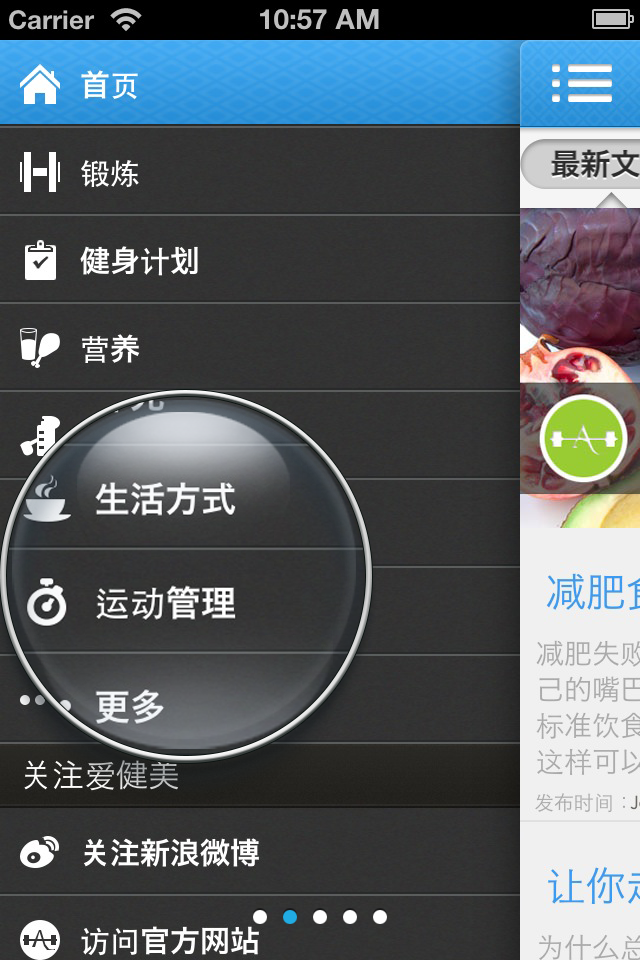 Carrier 10:57 AM
首页
锻炼
健身计划
营养
生活方式
运动管理
更多
关注爱健美
关注新浪微博
访问官方网站
最新文
减肥食
减肥失败
己的嘴巴
标准饮食
这样可以
发布时间：J
让你走
为什么总